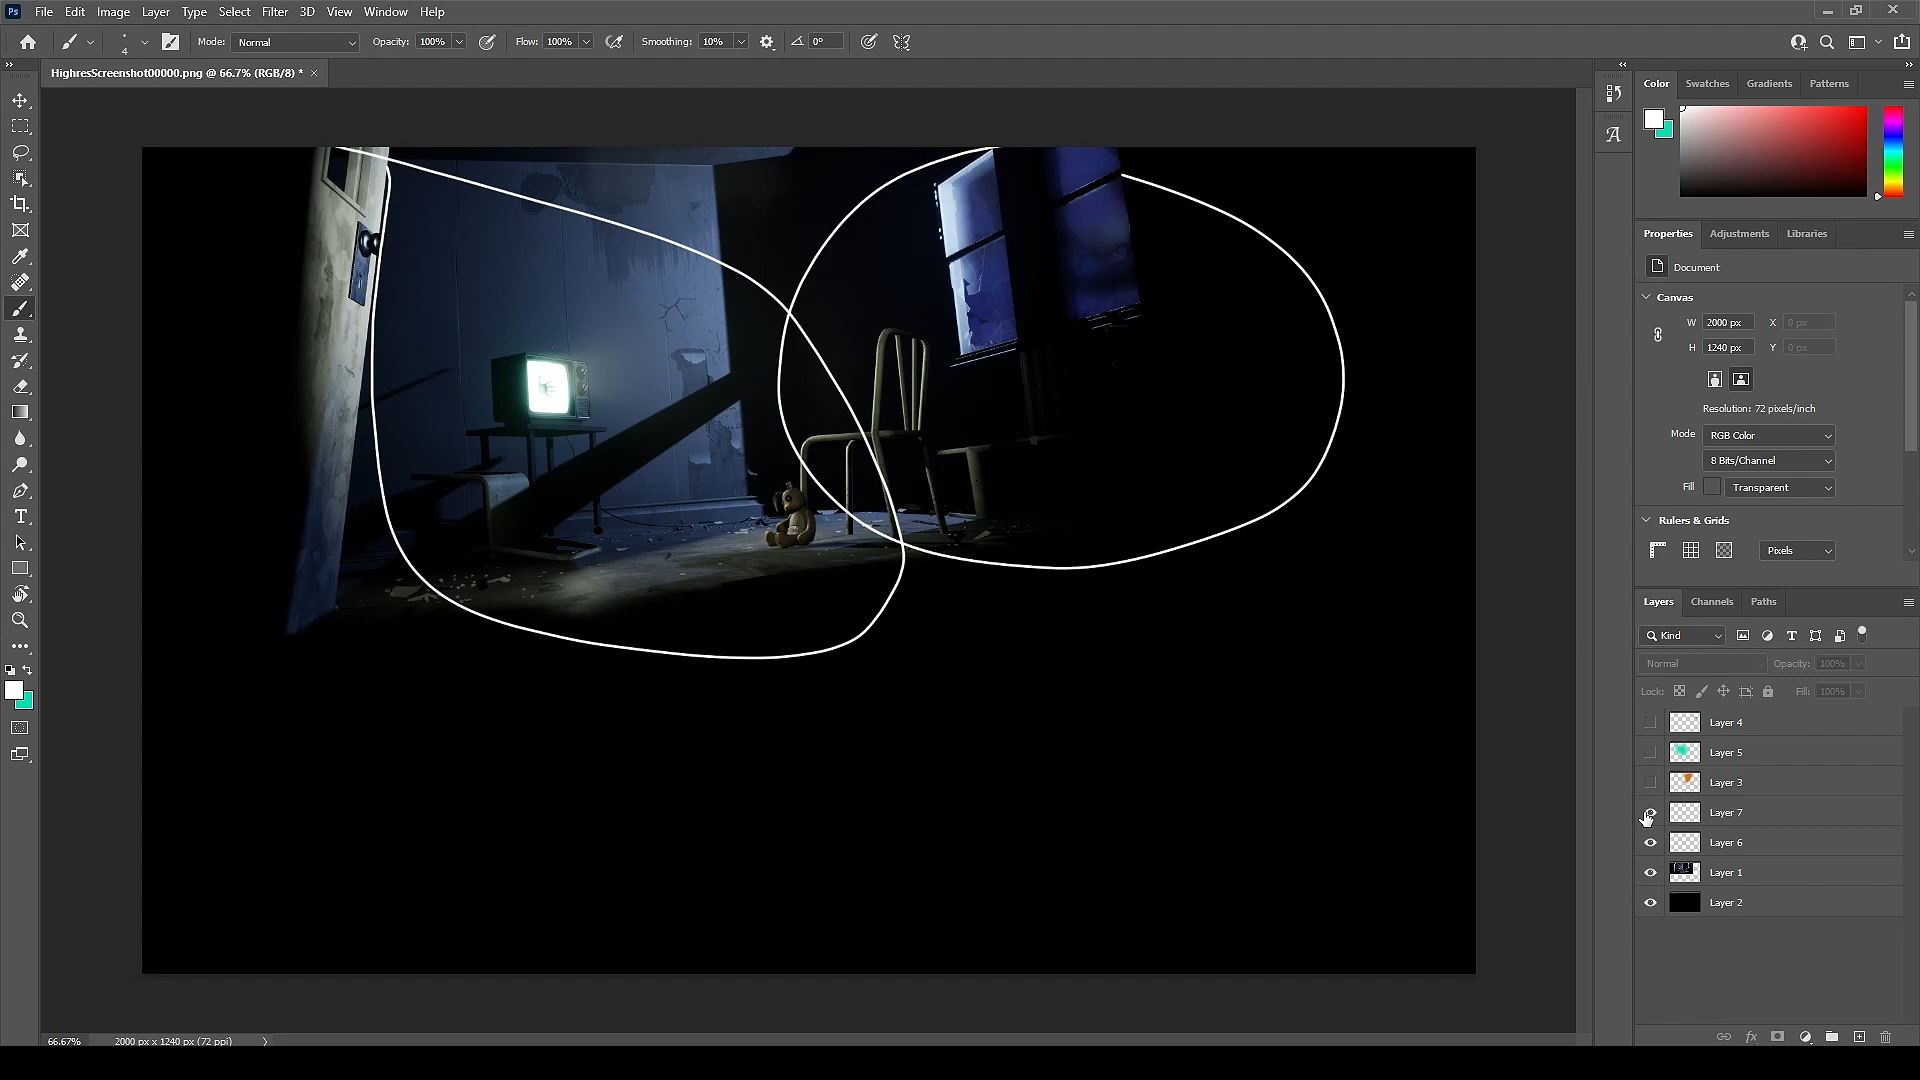 Ps File Edit Image Layer Type Select Filter 3D View Window Help
4 Mode: Normal Opacity: 100% Flow: 100% Smoothing: 10% 0°
HighresScreenshot00000.png @ 66.7% (RGB/8) *
Color Swatches Gradients Patterns
Properties Adjustments Libraries
Document
Canvas
W 2000 px X 0 px
H 1240 px Y 0 px
Resolution: 72 pixels/inch
Mode RGB Color
8 Bits/Channel
Fill Transparent
Rulers & Grids
Pixels
Layers Channels Paths
Kind
Normal Opacity: 100%
Lock: Fill: 100%
Layer 4
Layer 5
Layer 3
Layer 7
Layer 6
Layer 1
Layer 2
66.67% 2000 px x 1240 px (72 ppi)